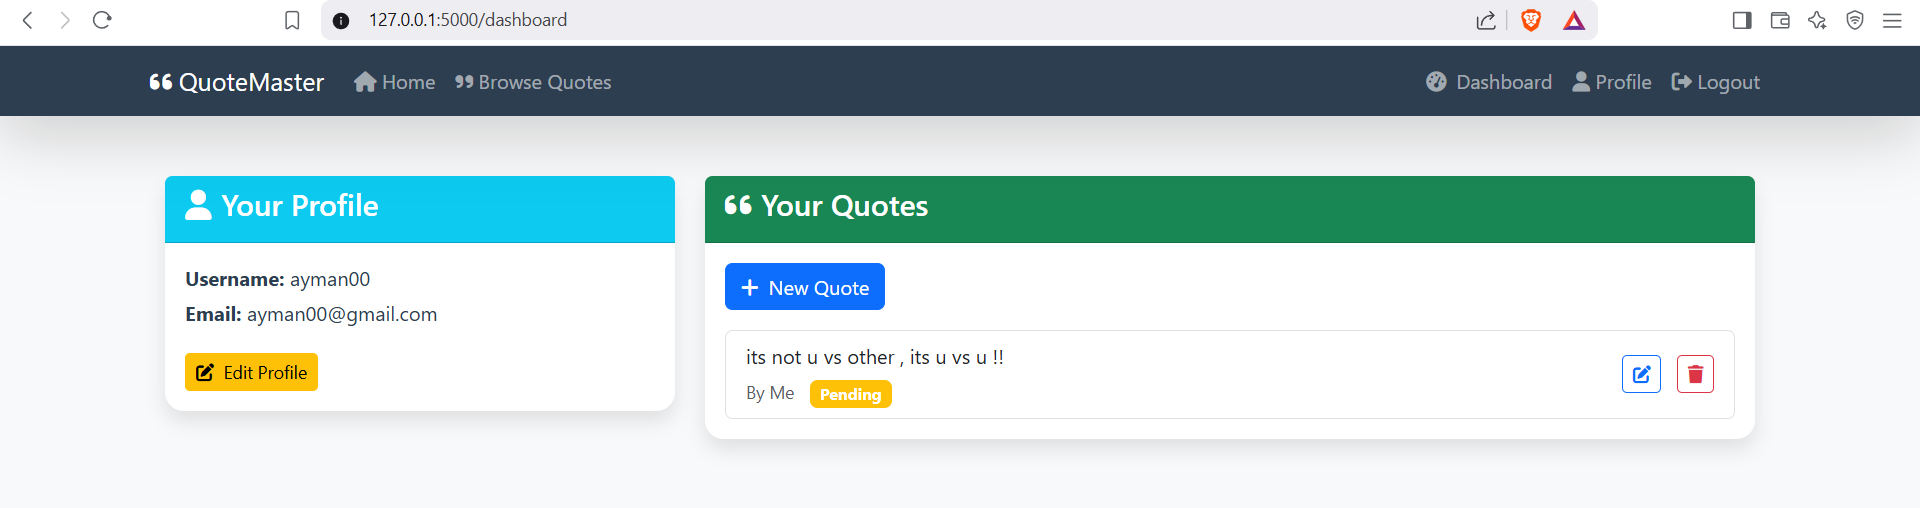 127.0.0.1:5000/dashboard
QuoteMaster Home Browse Quotes Dashboard Profile Logout
Your Profile
Username: ayman00
Email: ayman00@gmail.com
Edit Profile
Your Quotes
New Quote
its not u vs other , its u vs u !!
By Me Pending